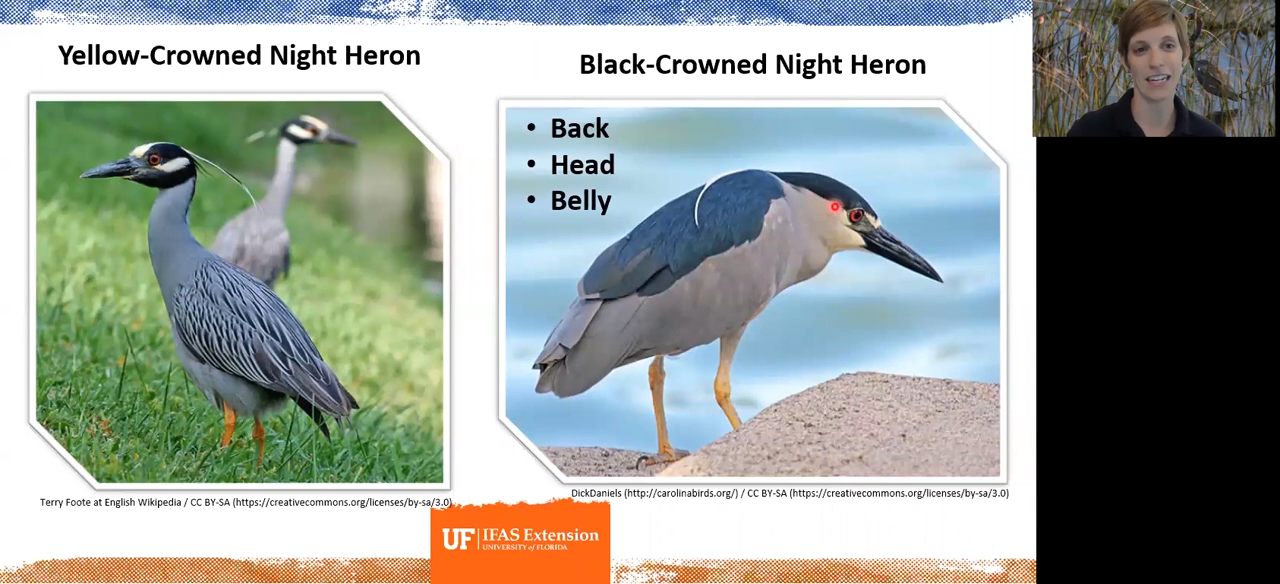 Yellow-Crowned Night Heron
Black-Crowned Night Heron
• Back
• Head
• Belly
Terry Foote at English Wikipedia / CC BY-SA (https://creativecommons.org/licenses/by-sa/3.0)
DickDaniels (http://carolinabirds.org/) / CC BY-SA (https://creativecommons.org/licenses/by-sa/3.0)
UF IFAS Extension
UNIVERSITY of FLORIDA